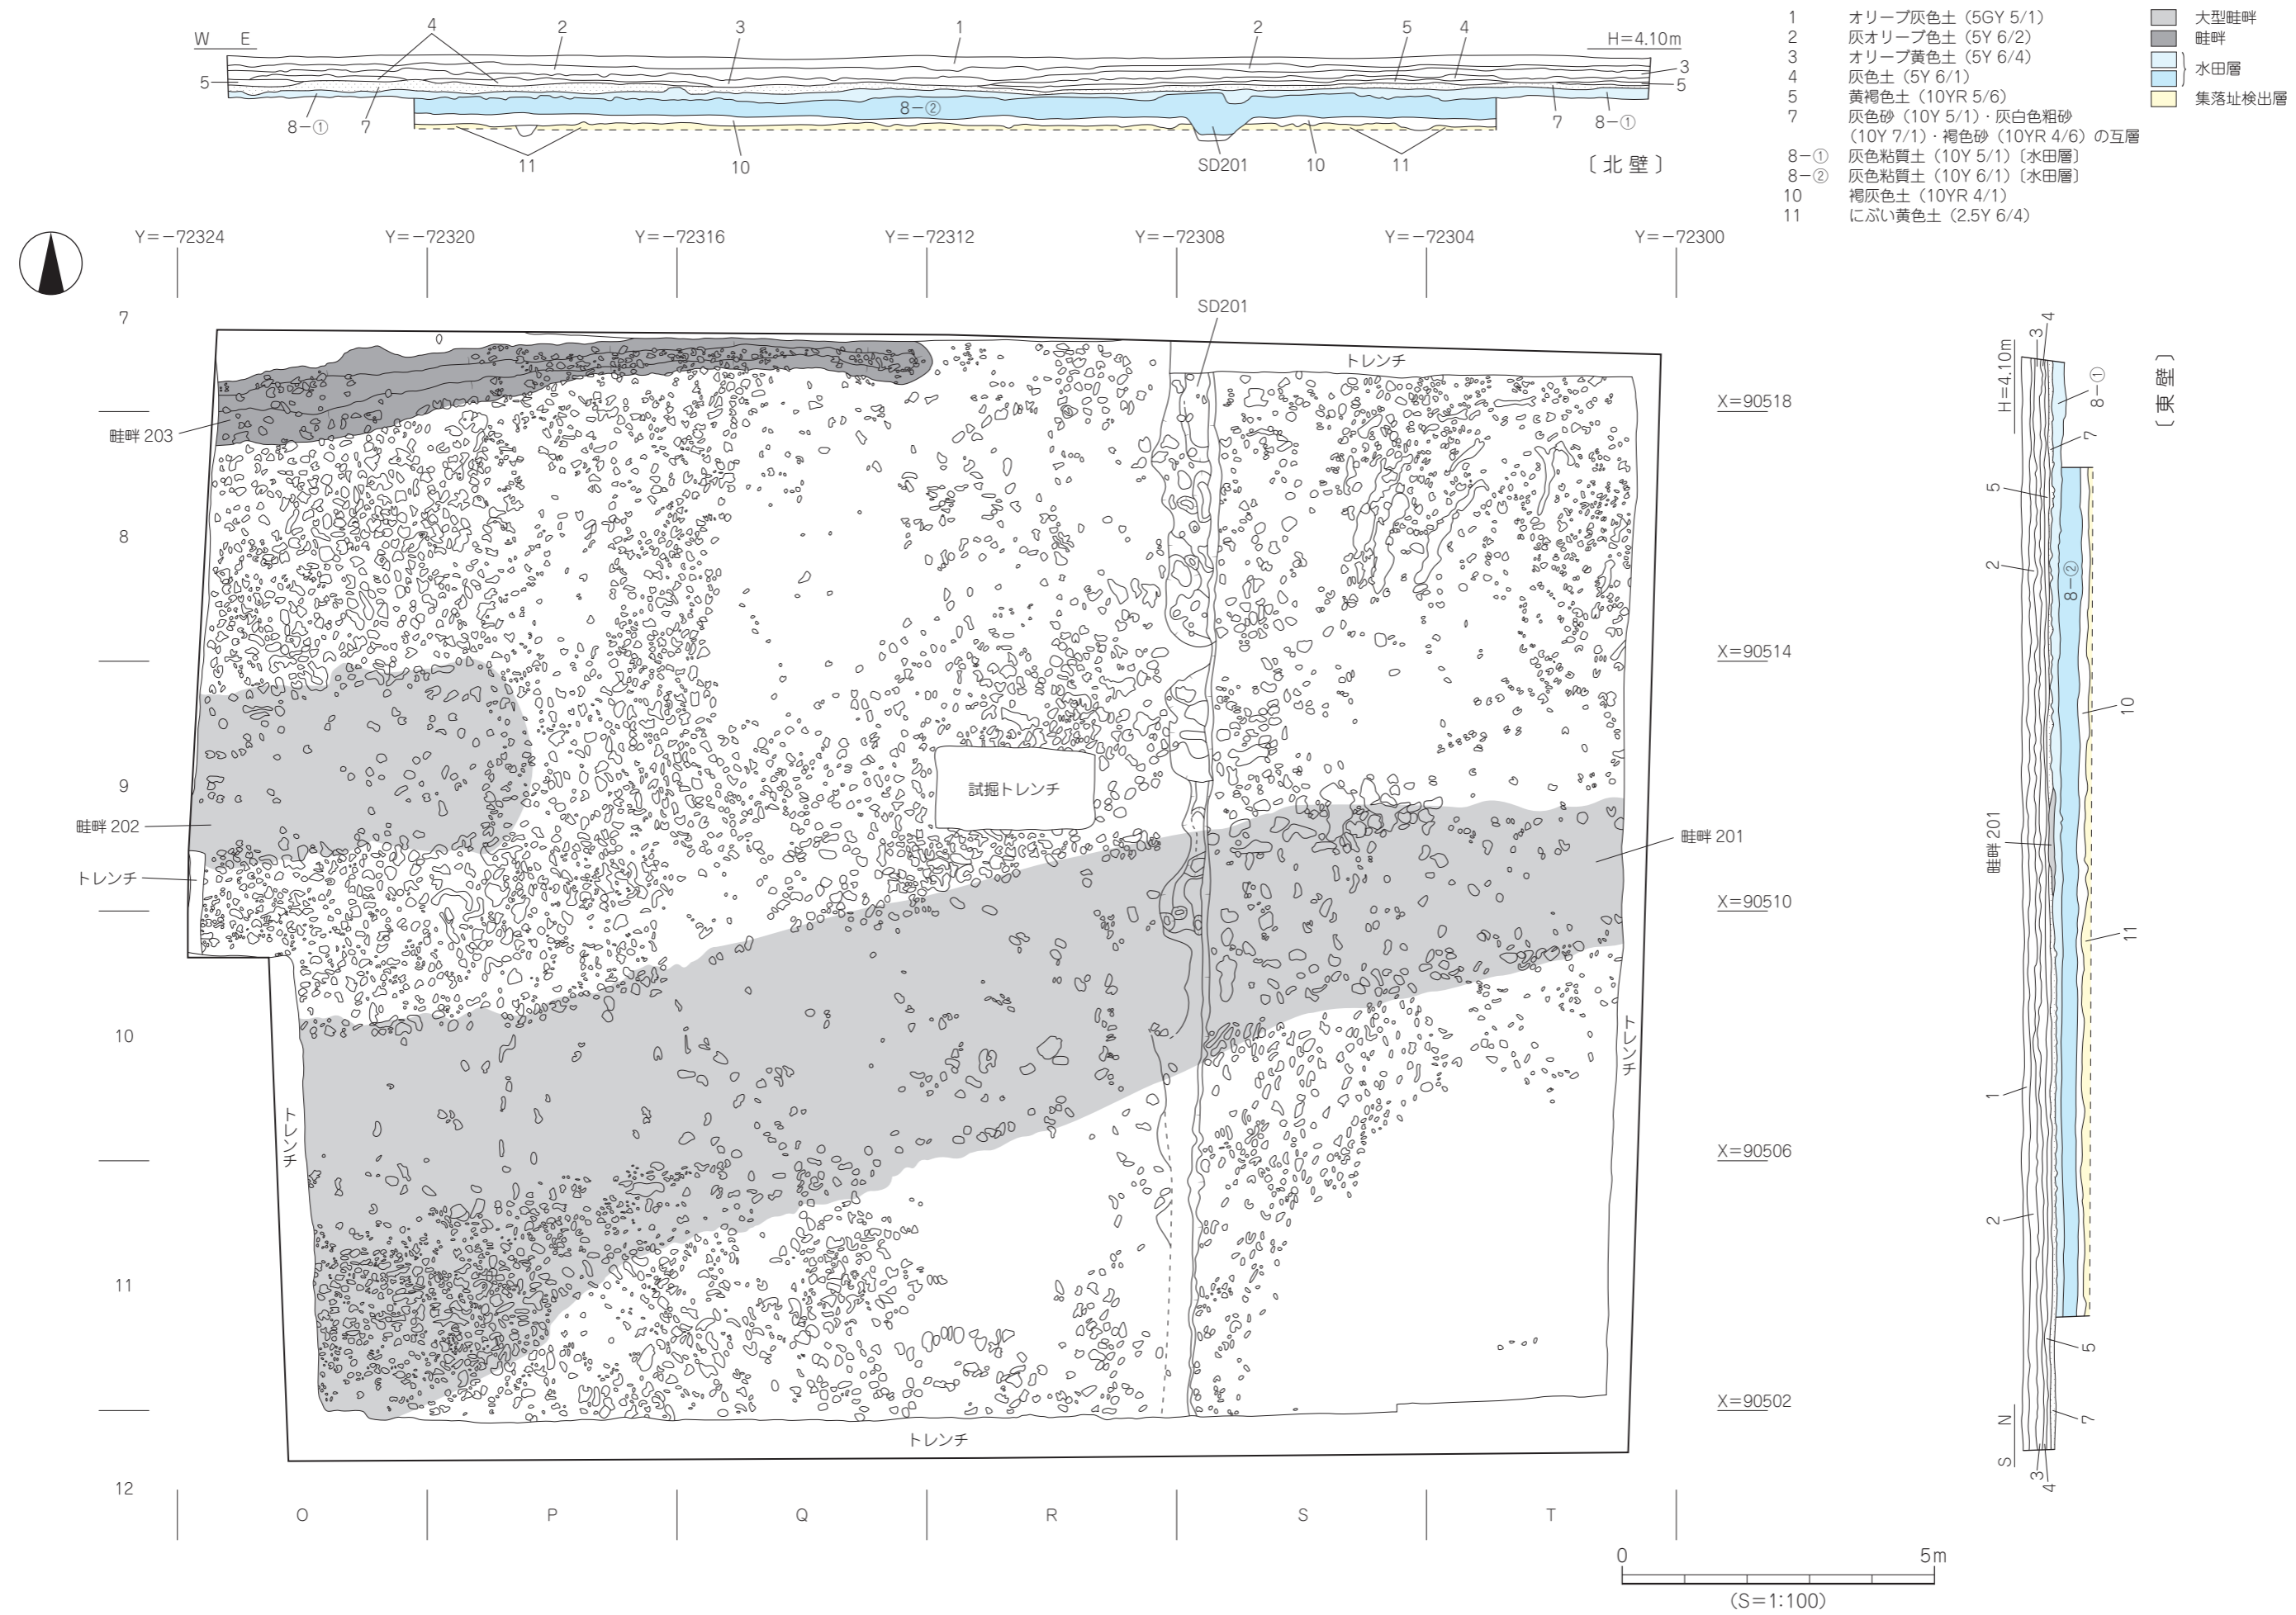 4 2 3 1 2 5 4
W E
H=4.10m
3
5
5
8-②
8-① 7 7 8-①
11 10 SD201 10 11
〔北壁〕
1 オリーブ灰色土（5GY 5/1）
2 灰オリーブ色土（5Y 6/2）
3 オリーブ黄色土（5Y 6/4）
4 灰色土（5Y 6/1）
5 黄褐色土（10YR 5/6）
7 灰色砂（10Y 5/1）・灰白色粗砂
（10Y 7/1）・褐色砂（10YR 4/6）の互層
8-① 灰色粘質土（10Y 5/1）〔水田層〕
8-② 灰色粘質土（10Y 6/1）〔水田層〕
10 褐灰色土（10YR 4/1）
11 にぶい黄色土（2.5Y 6/4）
大型畦畔
畦畔
水田層
集落址検出層
Y=-72324 Y=-72320 Y=-72316 Y=-72312 Y=-72308 Y=-72304 Y=-72300
SD201
7
トレンチ
X=90518
畦畔 203
8
X=90514
試掘トレンチ
9
畦畔 202
畦畔 201
トレンチ
X=90510
10
トレンチ
トレンチ
X=90506
11
X=90502
トレンチ
12
O P Q R S T
0 5m
（S=1:100）
3
4
H=4.10m
〔東壁〕
8-①
7
5
2
8-②
10
畦畔 201
11
1
2
5
7
S N
3
4